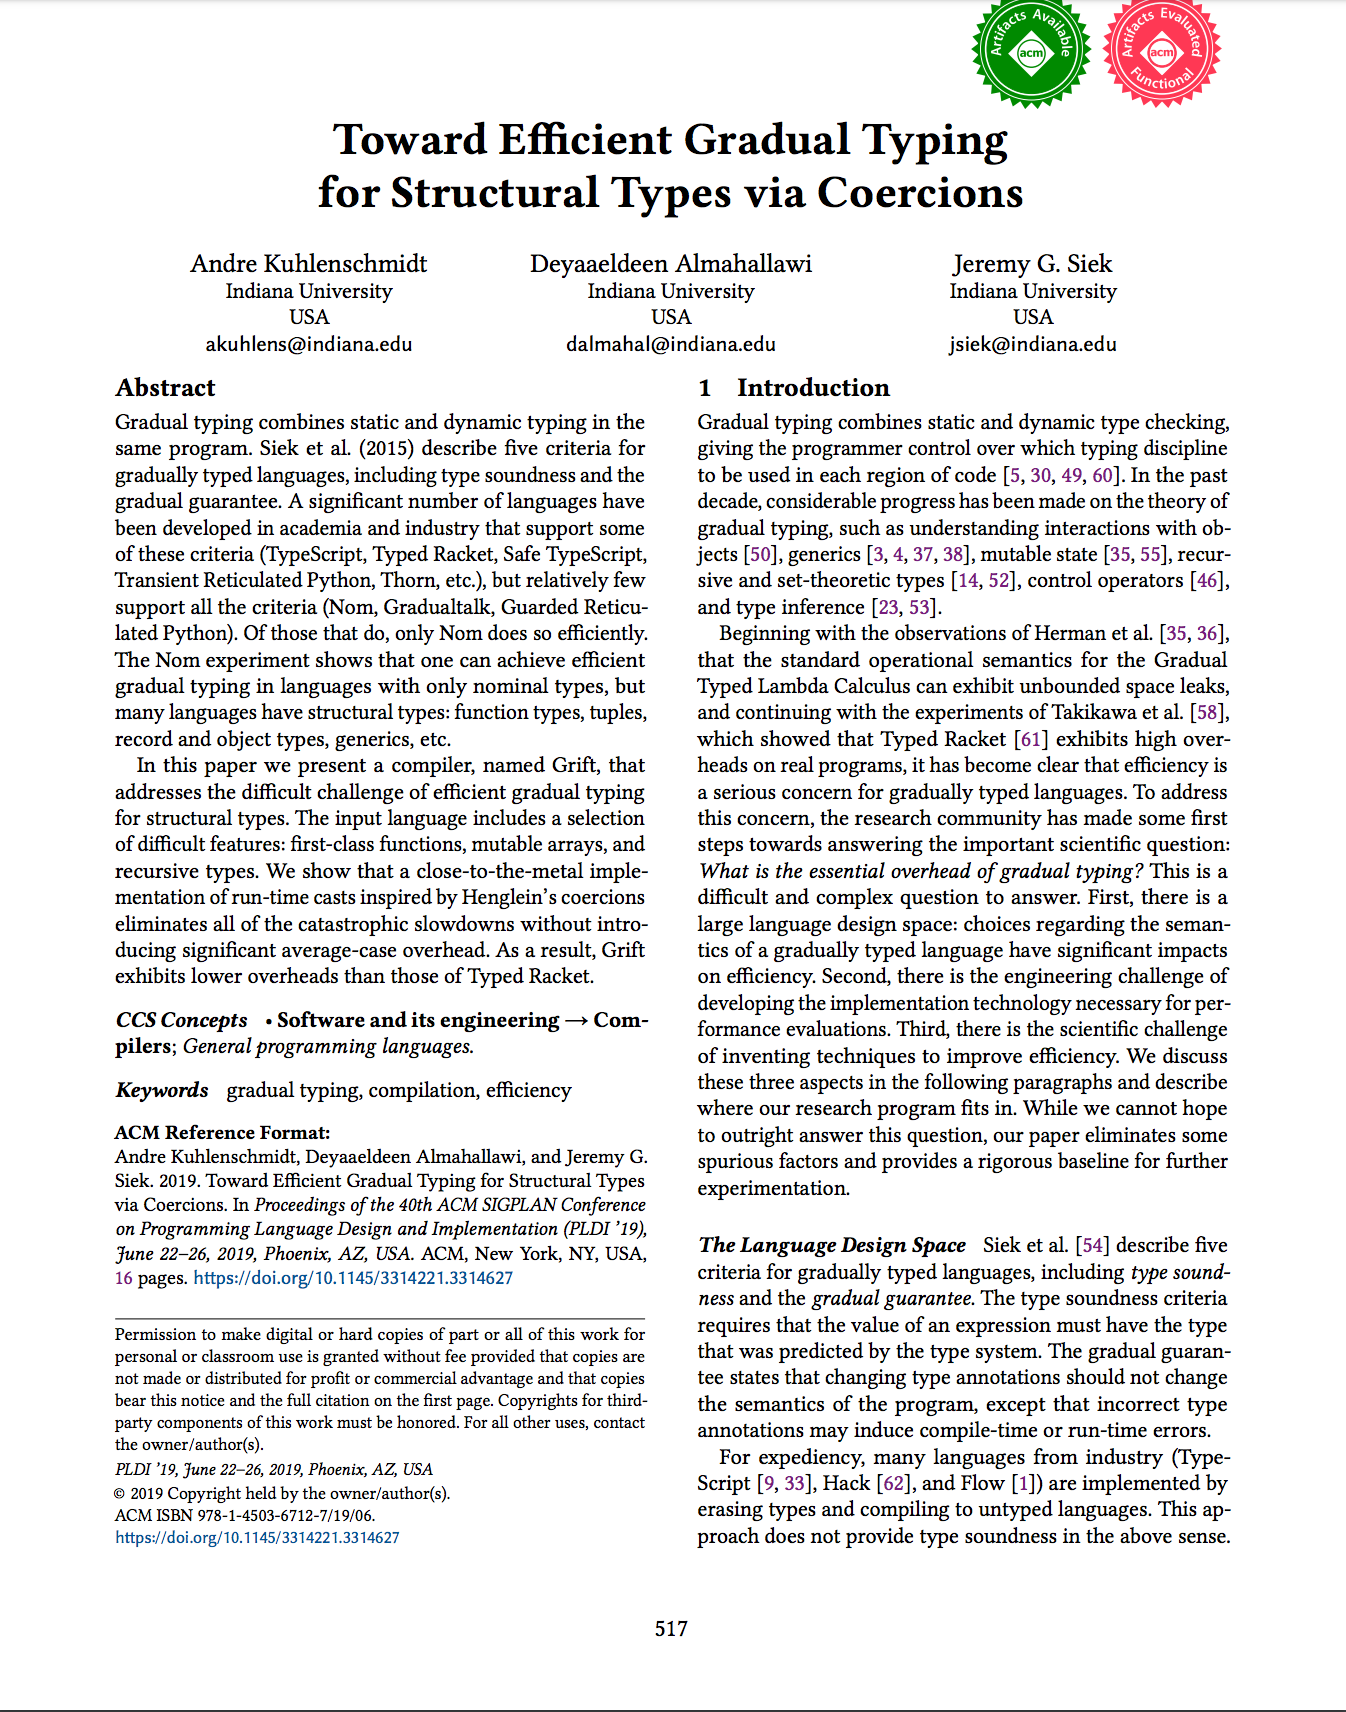 Artifacts Available
acm
Artifacts Evaluated
acm
Functional
Toward Efficient Gradual Typing
for Structural Types via Coercions
Andre Kuhlenschmidt
Indiana University
USA
akuhlens@indiana.edu
Deyaaeldeen Almahallawi
Indiana University
USA
dalmahal@indiana.edu
Jeremy G. Siek
Indiana University
USA
jsiek@indiana.edu
Abstract
Gradual typing combines static and dynamic typing in the
same program. Siek et al. (2015) describe five criteria for
gradually typed languages, including type soundness and the
gradual guarantee. A significant number of languages have
been developed in academia and industry that support some
of these criteria (TypeScript, Typed Racket, Safe TypeScript,
Transient Reticulated Python, Thorn, etc.), but relatively few
support all the criteria (Nom, Gradualtalk, Guarded Reticu-
lated Python). Of those that do, only Nom does so efficiently.
The Nom experiment shows that one can achieve efficient
gradual typing in languages with only nominal types, but
many languages have structural types: function types, tuples,
record and object types, generics, etc.
In this paper we present a compiler, named Grift, that
addresses the difficult challenge of efficient gradual typing
for structural types. The input language includes a selection
of difficult features: first-class functions, mutable arrays, and
recursive types. We show that a close-to-the-metal imple-
mentation of run-time casts inspired by Henglein's coercions
eliminates all of the catastrophic slowdowns without intro-
ducing significant average-case overhead. As a result, Grift
exhibits lower overheads than those of Typed Racket.
CCS Concepts • Software and its engineering → Com-
pilers; General programming languages.
Keywords gradual typing, compilation, efficiency
ACM Reference Format:
Andre Kuhlenschmidt, Deyaaeldeen Almahallawi, and Jeremy G.
Siek. 2019. Toward Efficient Gradual Typing for Structural Types
via Coercions. In Proceedings of the 40th ACM SIGPLAN Conference
on Programming Language Design and Implementation (PLDI '19),
June 22–26, 2019, Phoenix, AZ, USA. ACM, New York, NY, USA,
16 pages. https://doi.org/10.1145/3314221.3314627
Permission to make digital or hard copies of part or all of this work for
personal or classroom use is granted without fee provided that copies are
not made or distributed for profit or commercial advantage and that copies
bear this notice and the full citation on the first page. Copyrights for third-
party components of this work must be honored. For all other uses, contact
the owner/author(s).
PLDI '19, June 22–26, 2019, Phoenix, AZ, USA
© 2019 Copyright held by the owner/author(s).
ACM ISBN 978-1-4503-6712-7/19/06.
https://doi.org/10.1145/3314221.3314627
1 Introduction
Gradual typing combines static and dynamic type checking,
giving the programmer control over which typing discipline
to be used in each region of code [5, 30, 49, 60]. In the past
decade, considerable progress has been made on the theory of
gradual typing, such as understanding interactions with ob-
jects [50], generics [3, 4, 37, 38], mutable state [35, 55], recur-
sive and set-theoretic types [14, 52], control operators [46],
and type inference [23, 53].
Beginning with the observations of Herman et al. [35, 36],
that the standard operational semantics for the Gradual
Typed Lambda Calculus can exhibit unbounded space leaks,
and continuing with the experiments of Takikawa et al. [58],
which showed that Typed Racket [61] exhibits high over-
heads on real programs, it has become clear that efficiency is
a serious concern for gradually typed languages. To address
this concern, the research community has made some first
steps towards answering the important scientific question:
What is the essential overhead of gradual typing? This is a
difficult and complex question to answer. First, there is a
large language design space: choices regarding the seman-
tics of a gradually typed language have significant impacts
on efficiency. Second, there is the engineering challenge of
developing the implementation technology necessary for per-
formance evaluations. Third, there is the scientific challenge
of inventing techniques to improve efficiency. We discuss
these three aspects in the following paragraphs and describe
where our research program fits in. While we cannot hope
to outright answer this question, our paper eliminates some
spurious factors and provides a rigorous baseline for further
experimentation.
The Language Design Space Siek et al. [54] describe five
criteria for gradually typed languages, including type sound-
ness and the gradual guarantee. The type soundness criteria
requires that the value of an expression must have the type
that was predicted by the type system. The gradual guaran-
tee states that changing type annotations should not change
the semantics of the program, except that incorrect type
annotations may induce compile-time or run-time errors.
For expediency, many languages from industry (Type-
Script [9, 33], Hack [62], and Flow [1]) are implemented by
erasing types and compiling to untyped languages. This ap-
proach does not provide type soundness in the above sense.
517